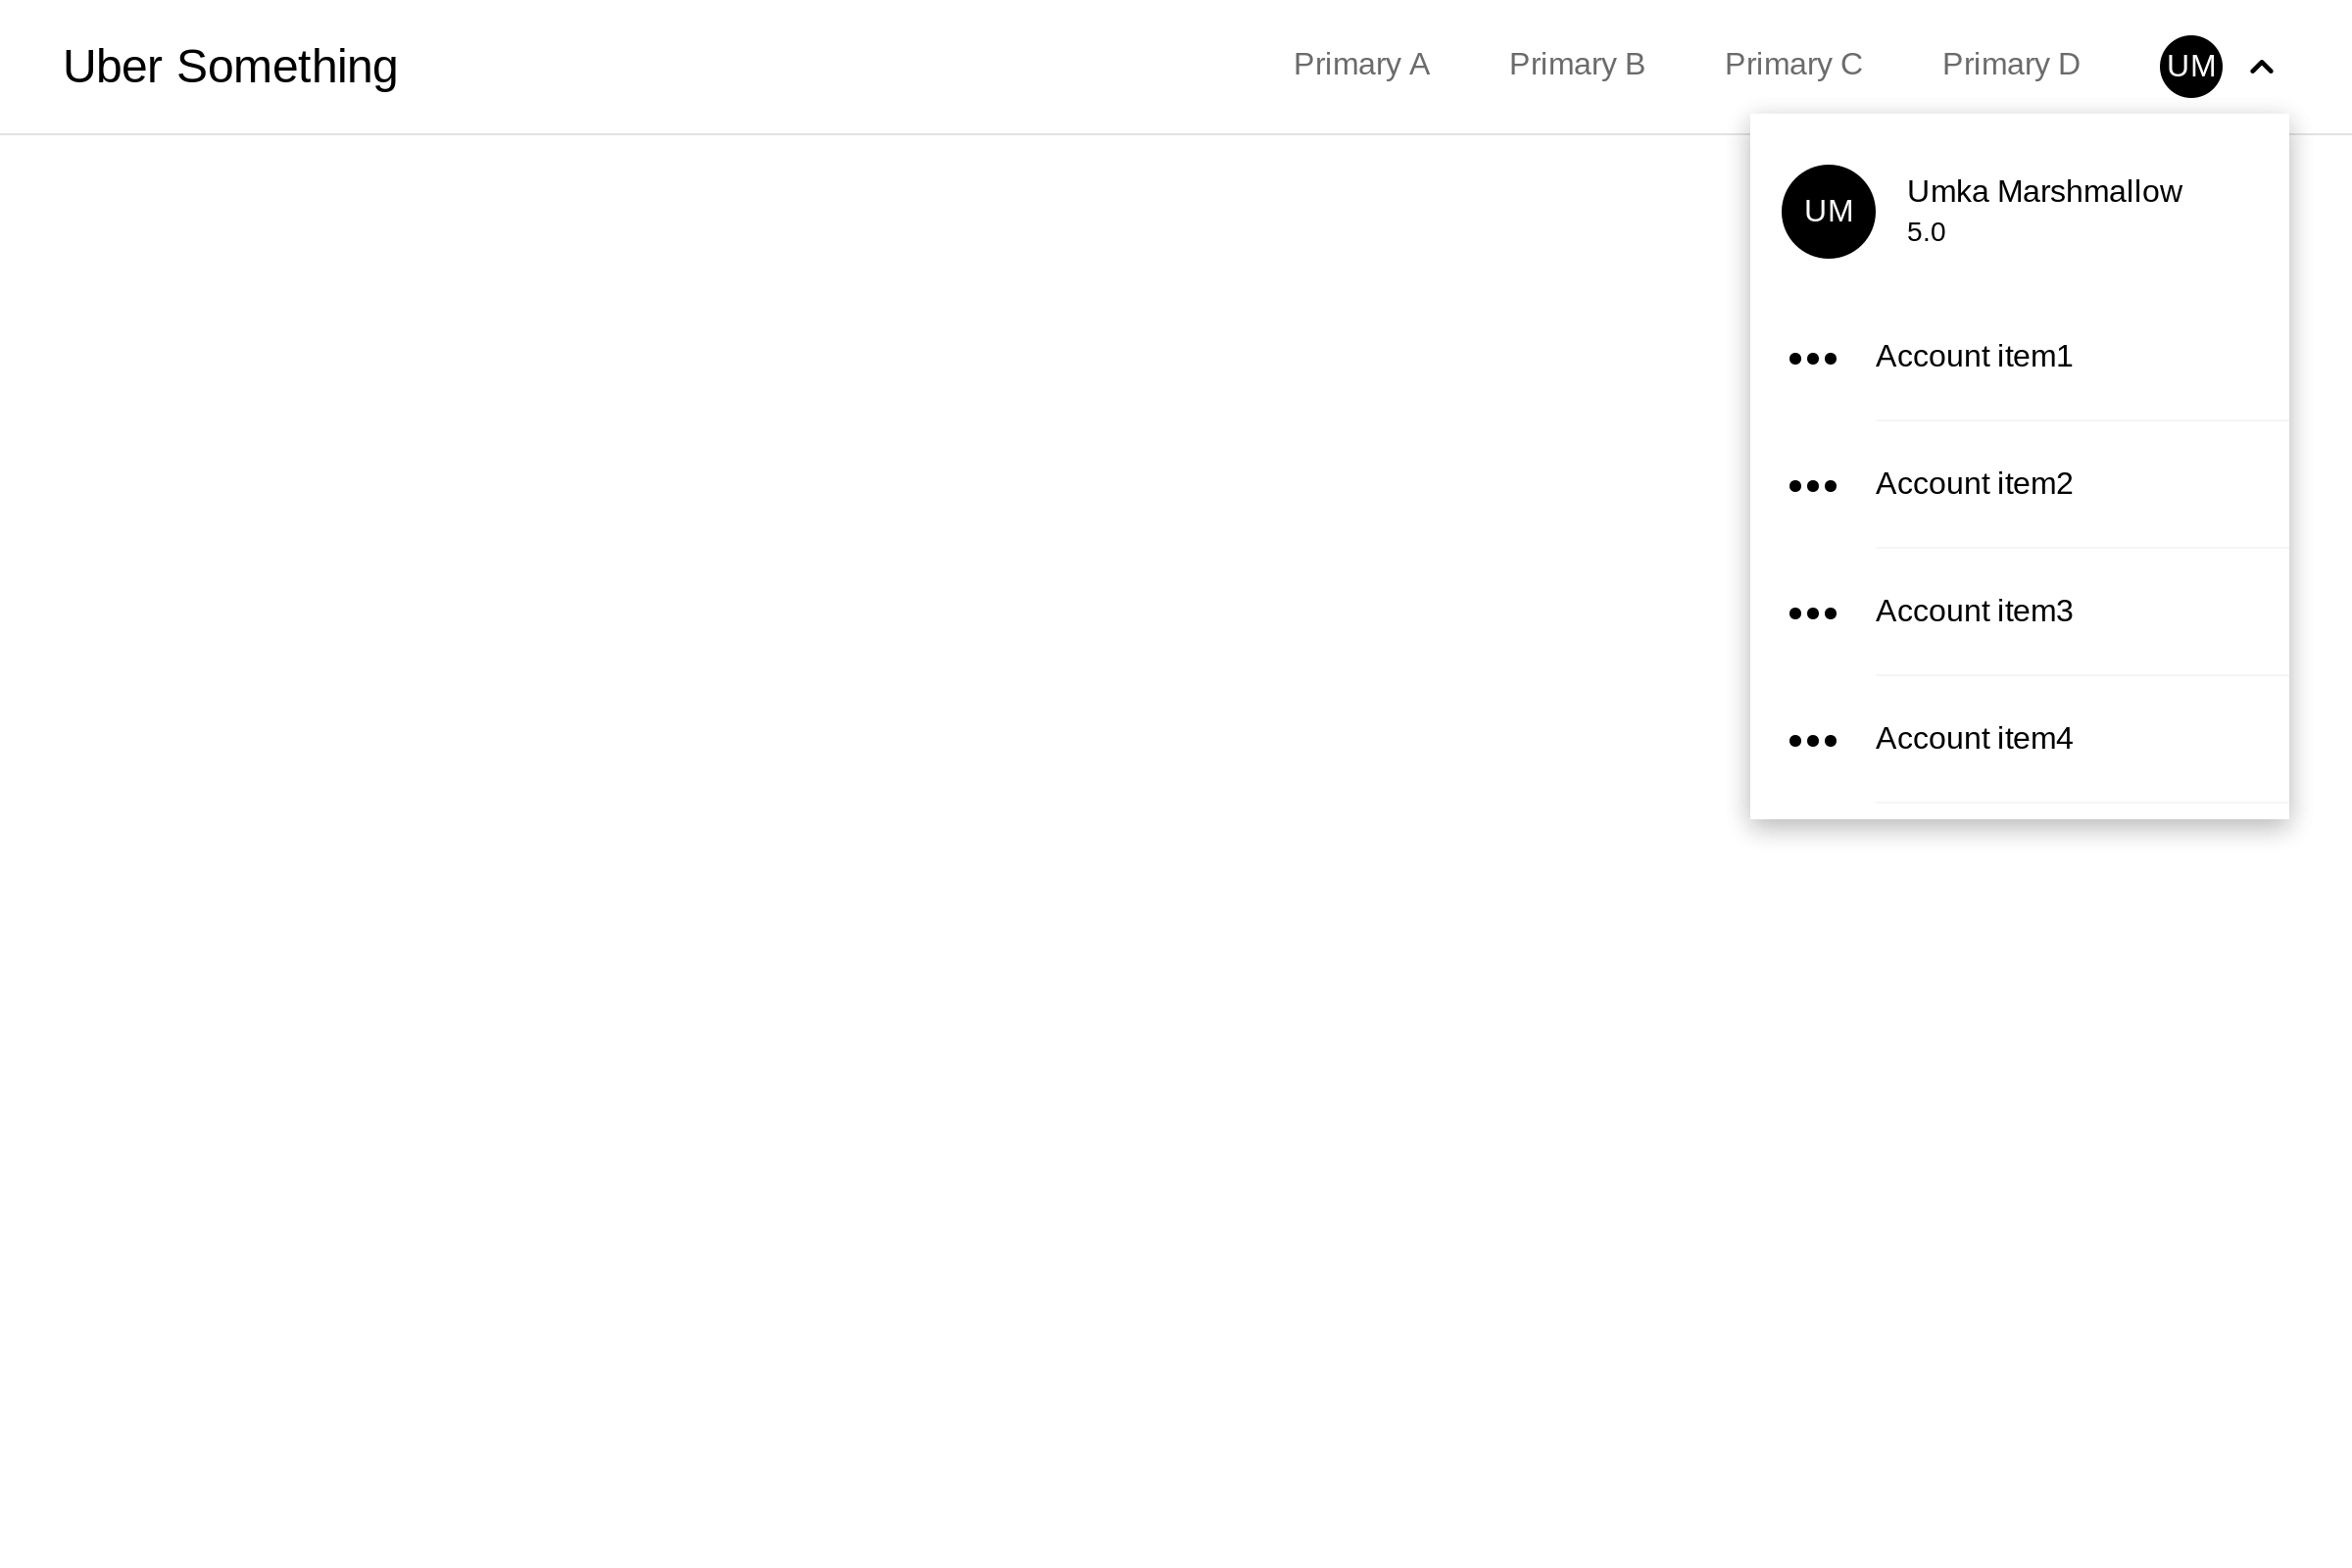 Uber Something
Primary A
Primary B
Primary C
Primary D
UM
UM
Umka Marshmallow
5.0
Account item1
Account item2
Account item3
Account item4